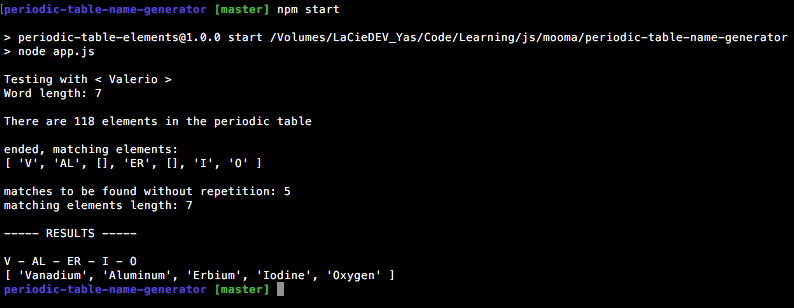 [periodic-table-name-generator [master] npm start
> periodic-table-elements@1.0.0 start /Volumes/LaCieDEV_Yas/Code/Learning/js/mooma/periodic-table-name-generator
> node app.js
Testing with < Valerio >
Word length: 7
There are 118 elements in the periodic table
ended, matching elements:
[ 'V', 'AL', [], 'ER', [], 'I', 'O' ]
matches to be found without repetition: 5
matching elements length: 7
----- RESULTS -----
V - AL - ER - I - O
[ 'Vanadium', 'Aluminum', 'Erbium', 'Iodine', 'Oxygen' ]
periodic-table-name-generator [master]